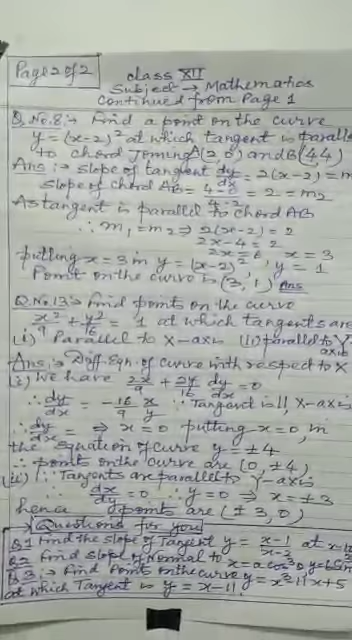 Page 2 of 2
class XII
Subject → Mathematics
Continued from Page 1
Q.No.8:→ Find a point on the curve
y = (x-2)² at which tangent is parallel
to chord Joining A(2,0) and B(4,4)
Ans:→ slope of tangent dy/dx = 2(x-2) = m
slope of chord AB = 4-0/4-2 = 2 = m₂
As tangent is parallel to chord AB
∴ m₁ = m₂ ⇒ 2(x-2) = 2
2x-4 = 2
2x = 6, x = 3
putting x = 3 in y = (x-2)², y = 1
Point on the curve is (3,1) Ans
Q.No.13:→ Find points on the curve
x²/9 + y²/16 = 1 at which tangents are
(i) Parallel to x-axis (ii) parallel to Y-axis
Ans:→ Diff. Eqn. of curve with respect to x
(i) We have 2x/9 + 2y/16 dy/dx = 0
∴ dy/dx = -16/9 x/y ∵ Tangent is ||, X-axis
∴ dy/dx = ⇒ x = 0 putting x = 0, in
the equation of curve y = ±4
∴ points on the curve are (0, ±4)
(ii) ∵ Tangents are parallel to Y-axis
∴ dx/dy = 0 ∴ y = 0 ⇒ x = ±3
hence points are (±3, 0)
Questions for you
Q1 Find the slope of Tangent y = x-1/x-2 at x=10
Q2 Find slope of Normal to x = a cos³θ
Q3:→ Find Point on the curve y = x³-11x+5
at which Tangent is y = x-11